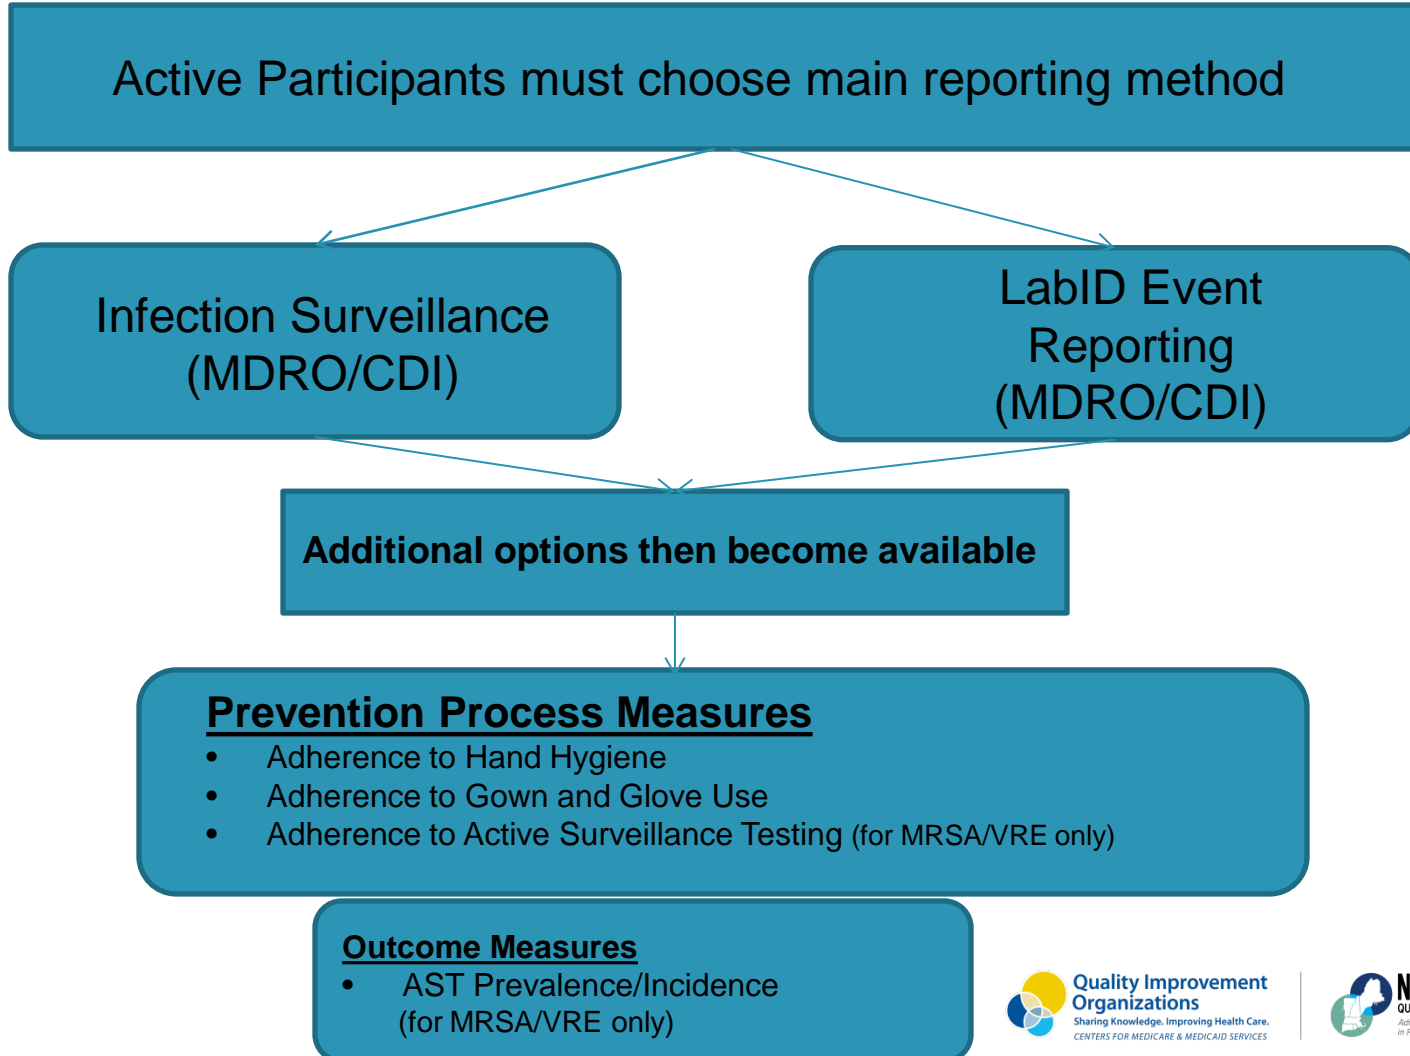 Active Participants must choose main reporting method
Infection Surveillance
(MDRO/CDI)
LabID Event
Reporting
(MDRO/CDI)
Additional options then become available
Prevention Process Measures
• Adherence to Hand Hygiene
• Adherence to Gown and Glove Use
• Adherence to Active Surveillance Testing (for MRSA/VRE only)
Outcome Measures
• AST Prevalence/Incidence
(for MRSA/VRE only)
Quality Improvement
Organizations
Sharing Knowledge. Improving Health Care.
CENTERS FOR MEDICARE & MEDICAID SERVICES